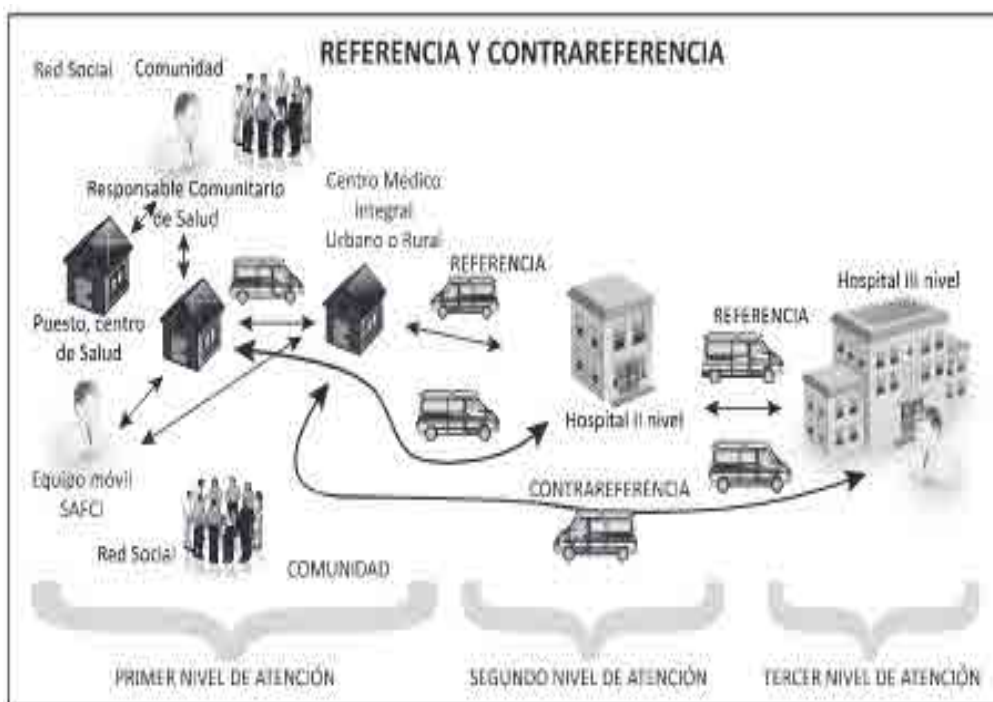 REFERENCIA Y CONTRAREFERENCIA
Red Social
Comunidad
Responsable Comunitario
de Salud
Centro Médico
Integral
Urbano o Rural
REFERENCIA
Puesto, centro
de Salud
Hospital II nivel
REFERENCIA
Hospital III nivel
Equipo móvil
SAFCI
Red Social
COMUNIDAD
CONTRAREFERENCIA
PRIMER NIVEL DE ATENCIÓN
SEGUNDO NIVEL DE ATENCIÓN
TERCER NIVEL DE ATENCIÓN